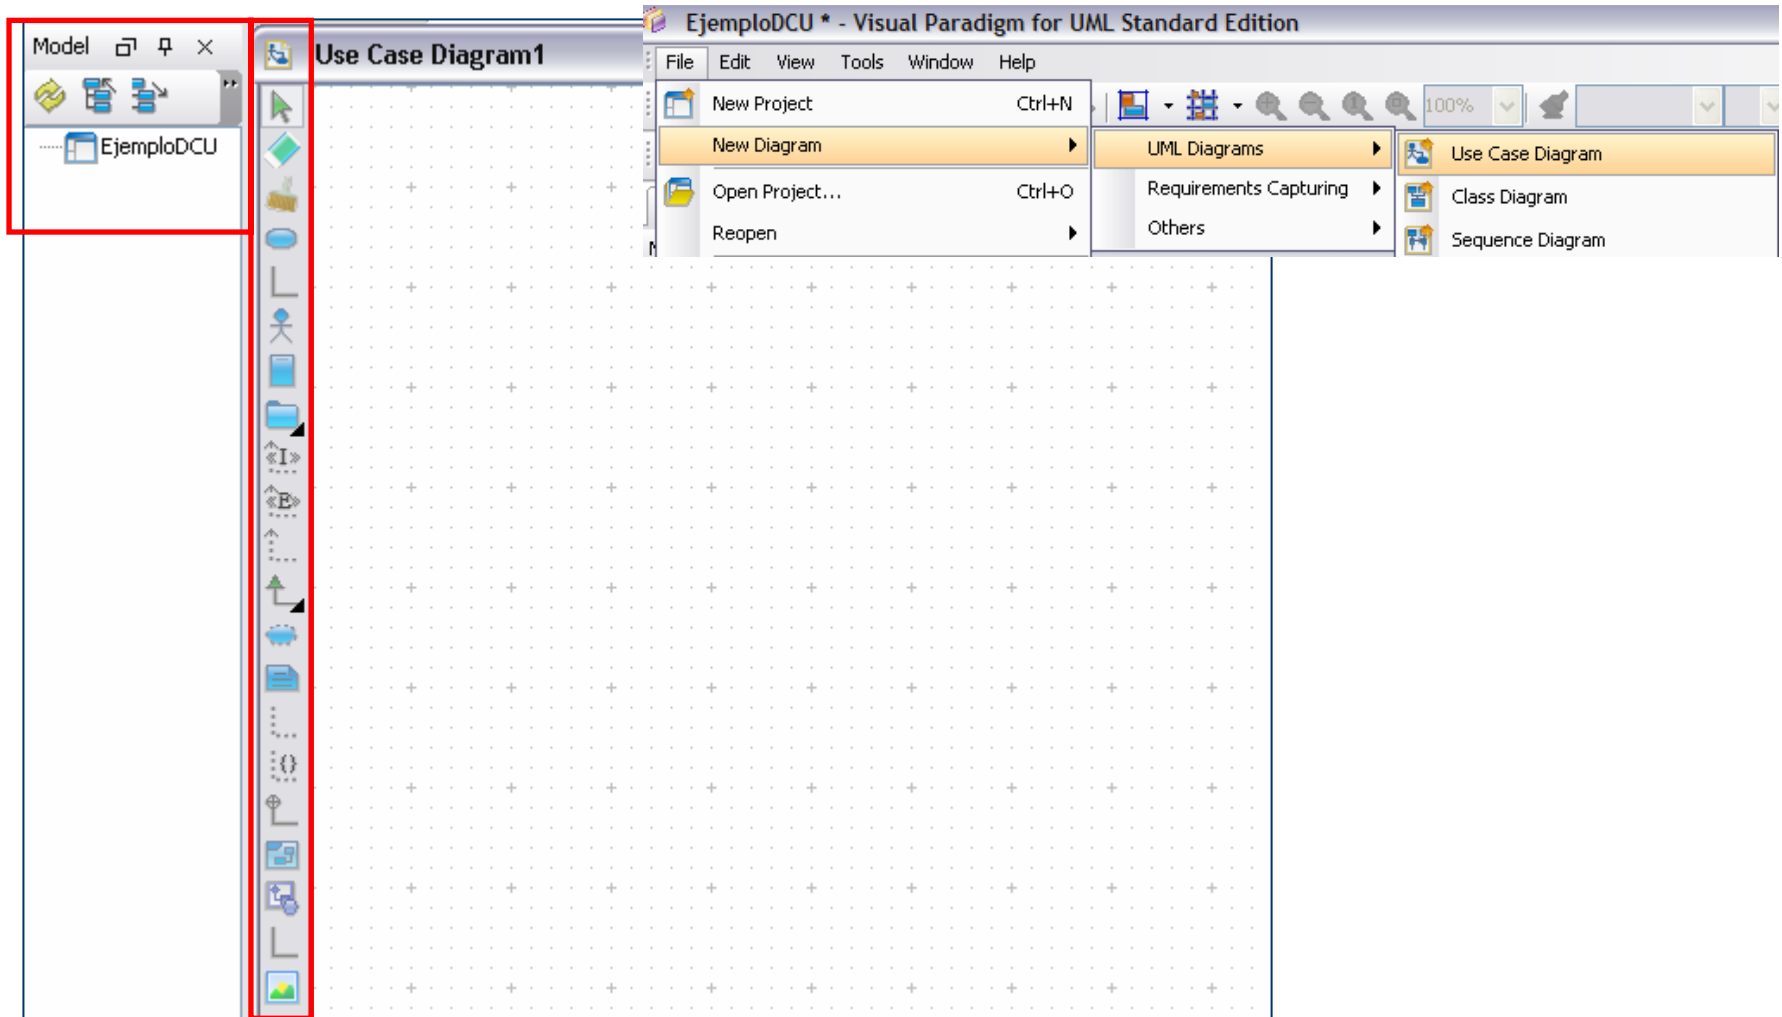 Model
EjemploDCU
Use Case Diagram1
EjemploDCU * - Visual Paradigm for UML Standard Edition
File Edit View Tools Window Help
New Project Ctrl+N
New Diagram
Open Project... Ctrl+O
Reopen
100%
UML Diagrams
Requirements Capturing
Others
Use Case Diagram
Class Diagram
Sequence Diagram
«I»
«E»
{}